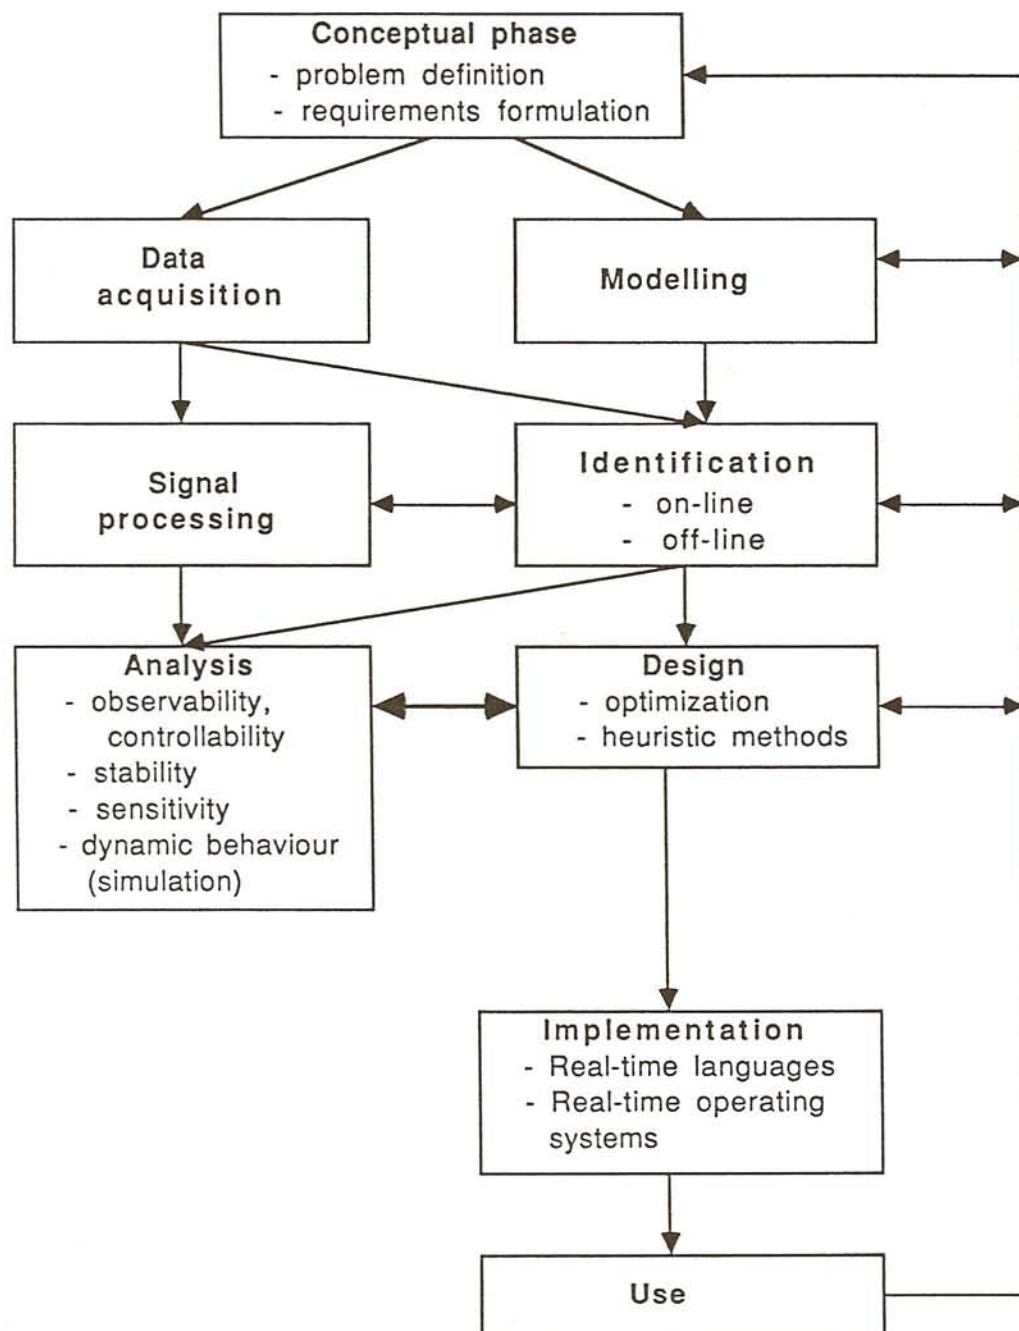 Conceptual phase
- problem definition
- requirements formulation
Data
acquisition
Modelling
Signal
processing
Identification
- on-line
- off-line
Analysis
- observability,
controllability
- stability
- sensitivity
- dynamic behaviour
(simulation)
Design
- optimization
- heuristic methods
Implementation
- Real-time languages
- Real-time operating
systems
Use